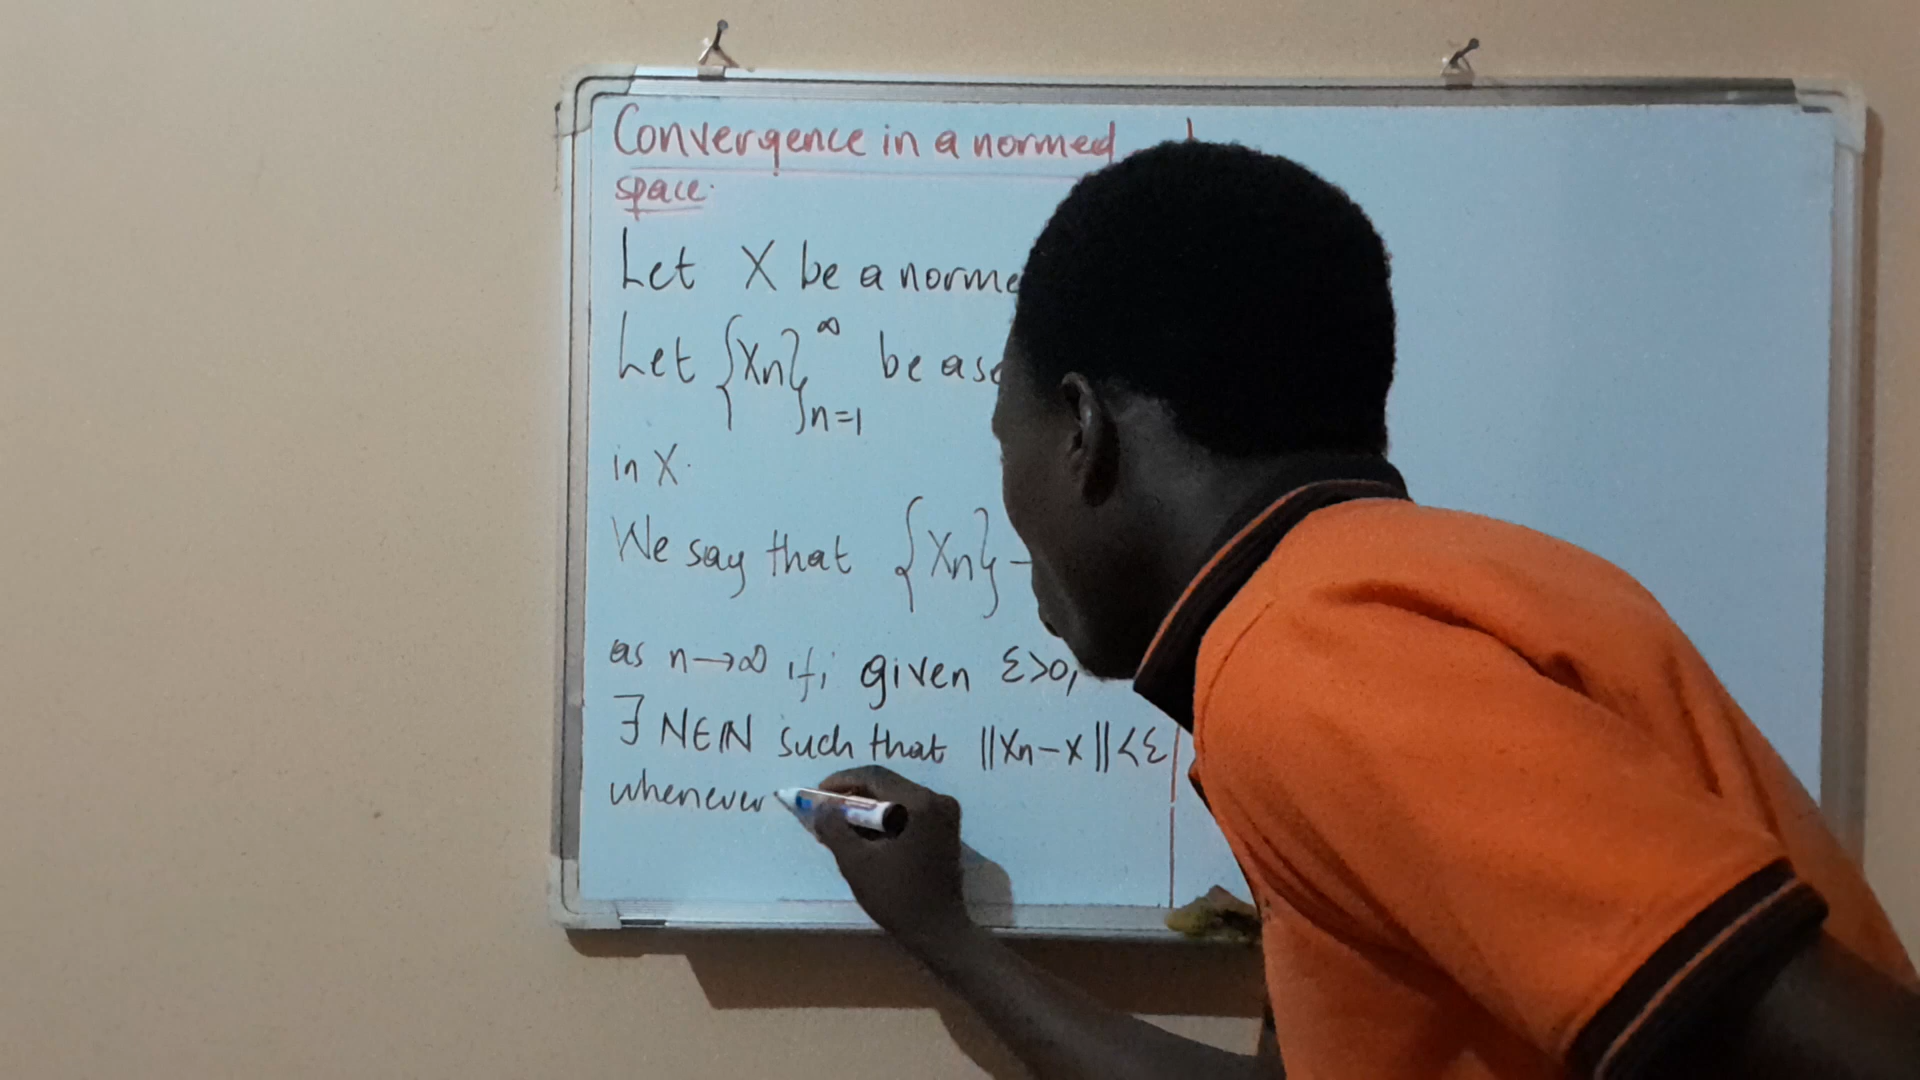 Convergence in a normed
space.
Let X be a norme
Let {Xn}∞n=1 be a se
in X.
We say that {Xn} –
as n→∞ if, given ε>0,
∃ N∈ℕ such that ||Xn–x||<ε
whenever